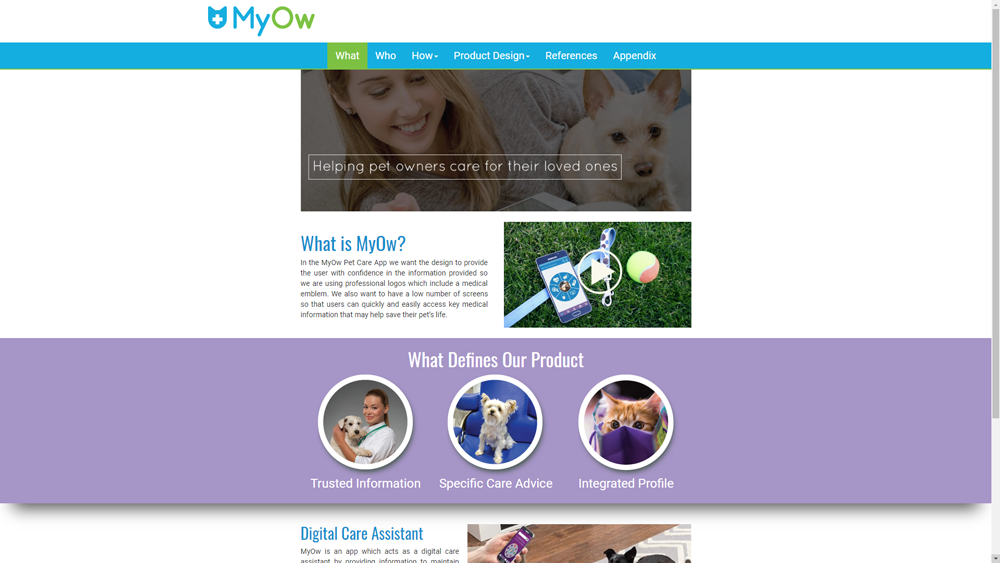 MyOw
What Who How Product Design References Appendix
Helping pet owners care for their loved ones
What is MyOw?
In the MyOw Pet Care App we want the design to provide
the user with confidence in the information provided so
we are using professional logos which include a medical
emblem. We also want to have a low number of screens
so that users can quickly and easily access key medical
information that may help save their pet's life.
What Defines Our Product
Trusted Information Specific Care Advice Integrated Profile
Digital Care Assistant
MyOw is an app which acts as a digital care
assistant by providing information to maintain